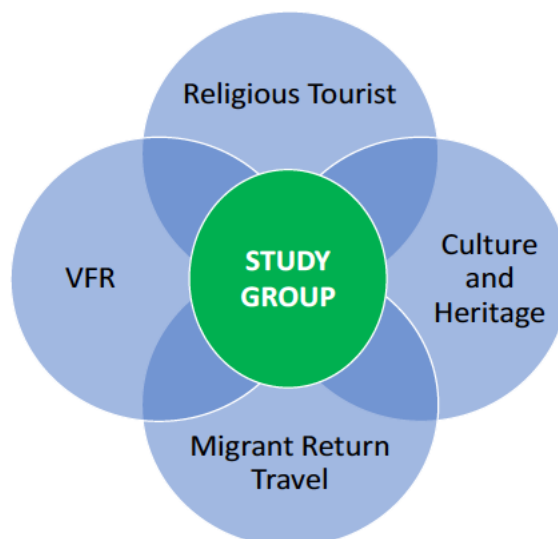 Religious Tourist
VFR
STUDY
GROUP
Culture
and
Heritage
Migrant Return
Travel